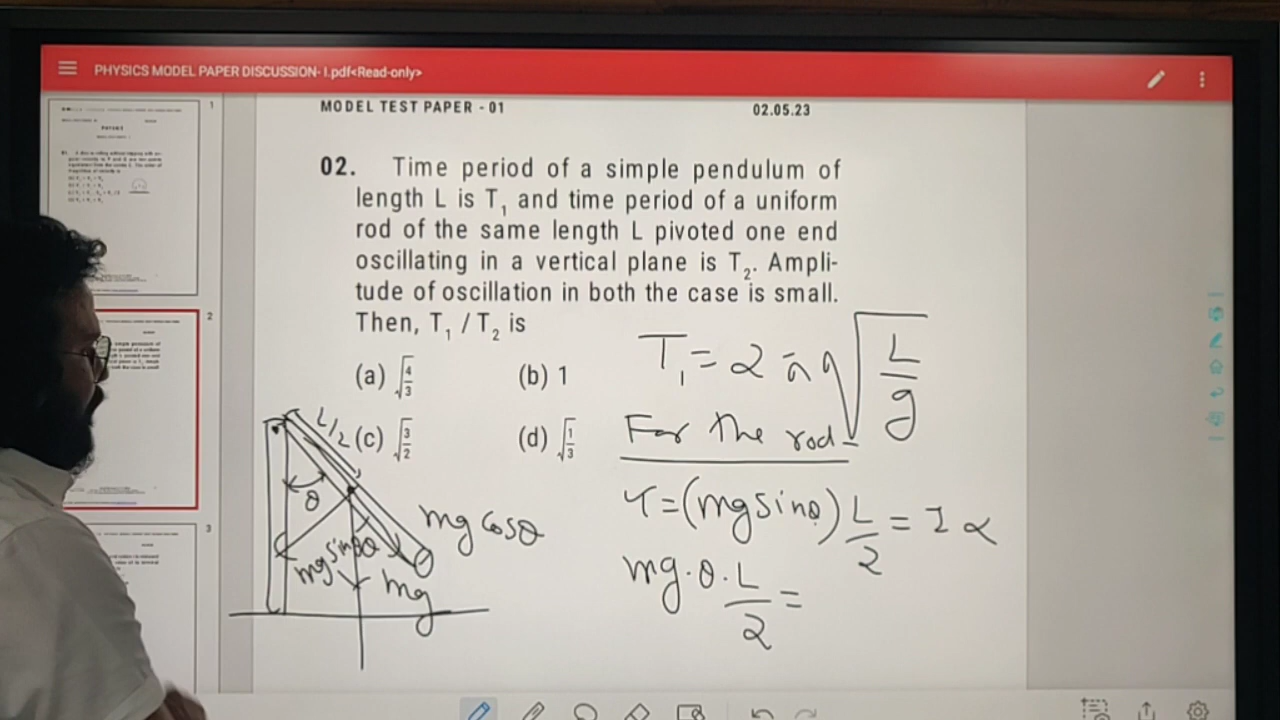 PHYSICS MODEL PAPER DISCUSSION- I.pdf<Read-only>
MODEL TEST PAPER - 01
02.05.23
02. Time period of a simple pendulum of
length L is T₁ and time period of a uniform
rod of the same length L pivoted one end
oscillating in a vertical plane is T₂. Ampli-
tude of oscillation in both the case is small.
Then, T₁ / T₂ is
(a) √4/3
(b) 1
(c) √3/2
(d) √1/3
T₁ = 2π√L/g
For the rod
τ = (mg sinθ) L/2 = I α
mg·θ·L/2 =
L/2
θ
mg cosθ
mg sinθ
θ
mg
1
2
3